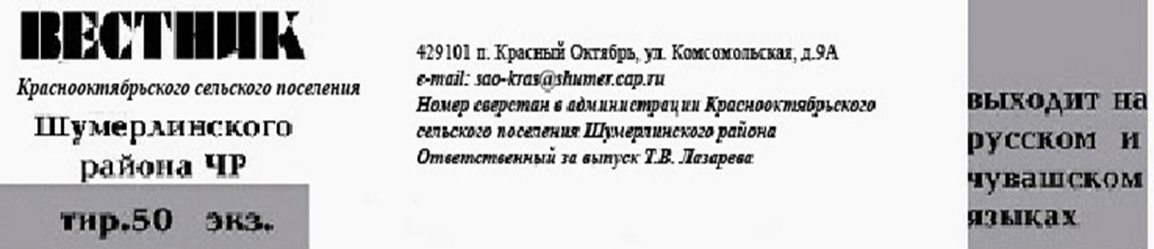 ВЕСТНИК
Краснооктябрьского сельского поселения
Шумерлинского
района ЧР
тир.50 экз.
429101 п. Красный Октябрь, ул. Комсомольская, д.9А
e-mail: sao-kras@shumer.cap.ru
Номер сверстан в администрации Краснооктябрьского
сельского поселения Шумерлинского района
Ответственный за выпуск Т.В. Лазарева
выходит на
русском и
чувашском
языках